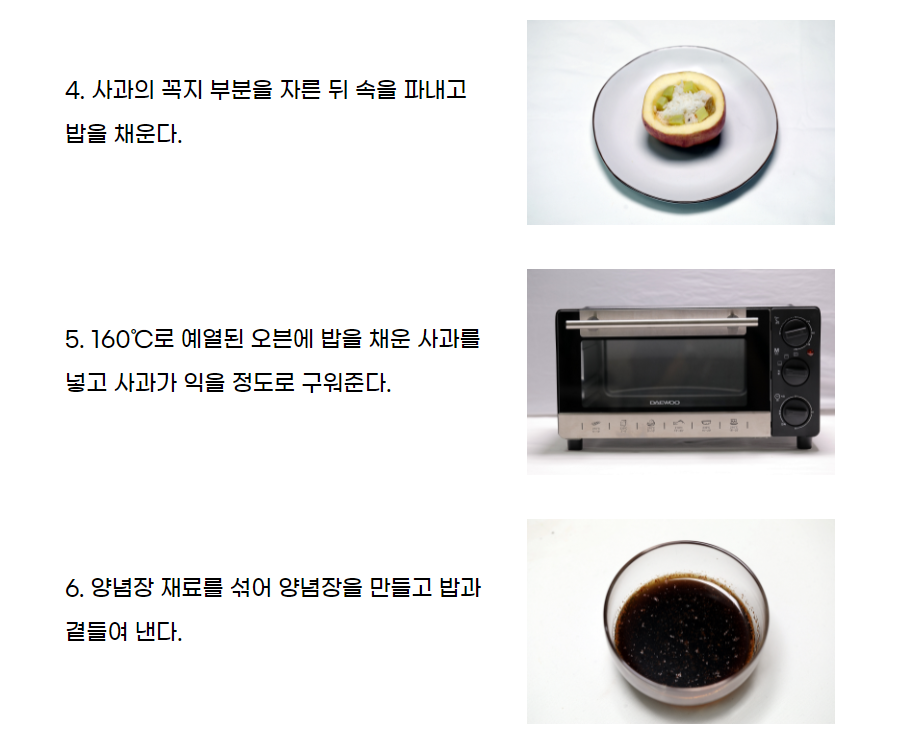 4. 사과의 꼭지 부분을 자른 뒤 속을 파내고
밥을 채운다.
5. 160℃로 예열된 오븐에 밥을 채운 사과를
넣고 사과가 익을 정도로 구워준다.
DAEWOO
6. 양념장 재료를 섞어 양념장을 만들고 밥과
곁들여 낸다.